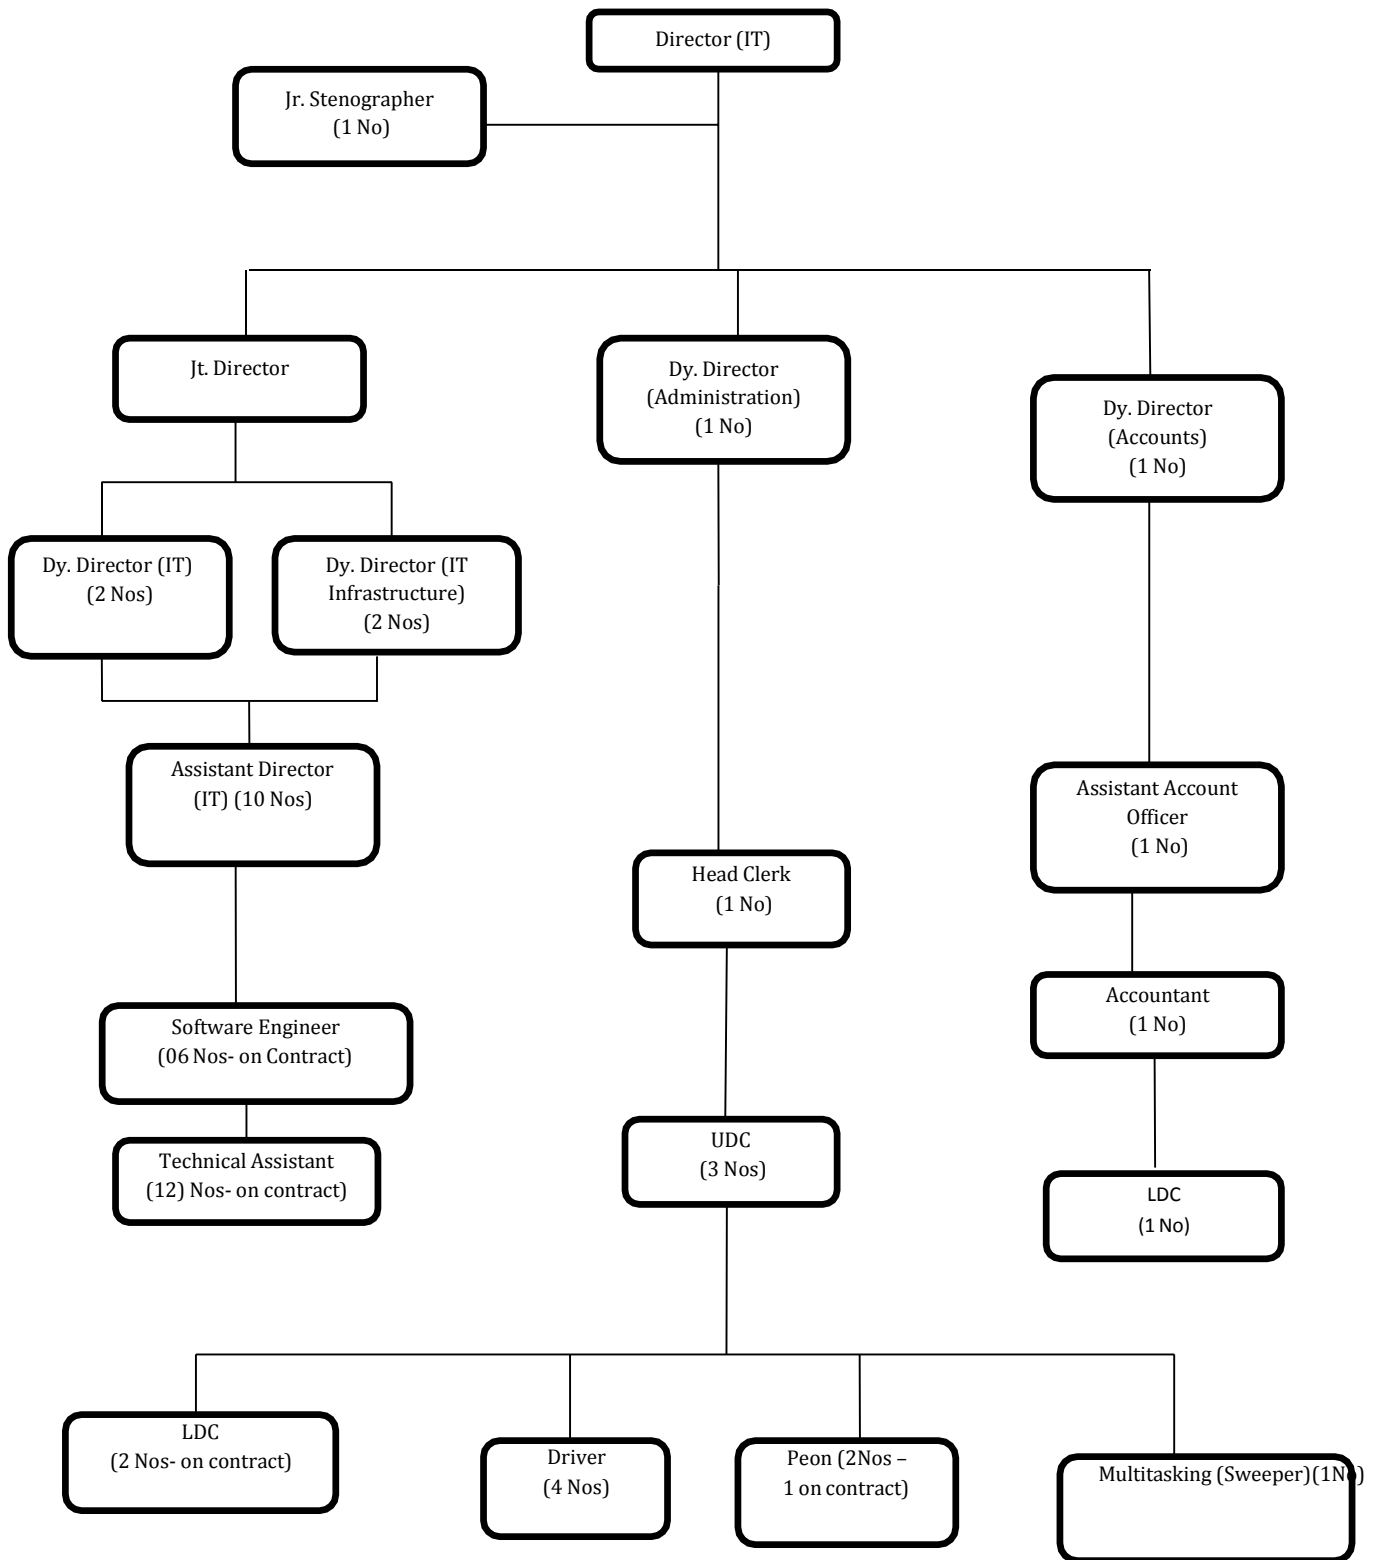 Director (IT)
Jr. Stenographer
(1 No)
Jt. Director
Dy. Director
(Administration)
(1 No)
Dy. Director
(Accounts)
(1 No)
Dy. Director (IT)
(2 Nos)
Dy. Director (IT
Infrastructure)
(2 Nos)
Assistant Director
(IT) (10 Nos)
Assistant Account
Officer
(1 No)
Head Clerk
(1 No)
Accountant
(1 No)
Software Engineer
(06 Nos- on Contract)
Technical Assistant
(12) Nos- on contract)
UDC
(3 Nos)
LDC
(1 No)
LDC
(2 Nos- on contract)
Driver
(4 Nos)
Peon (2Nos –
1 on contract)
Multitasking (Sweeper)(1No)